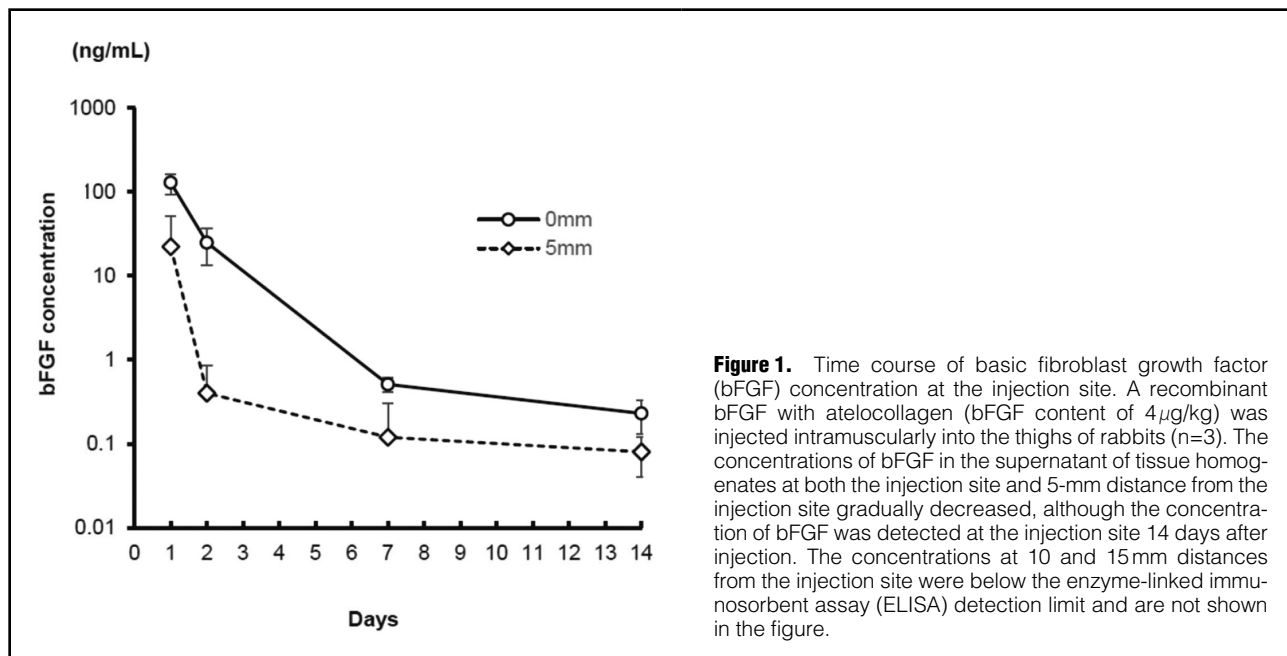 (ng/mL)
1000
100
10
1
0.1
0.01
bFGF concentration
0 1 2 3 4 5 6 7 8 9 10 11 12 13 14
Days
0mm
5mm
Figure 1. Time course of basic fibroblast growth factor
(bFGF) concentration at the injection site. A recombinant
bFGF with atelocollagen (bFGF content of 4 μg/kg) was
injected intramuscularly into the thighs of rabbits (n=3). The
concentrations of bFGF in the supernatant of tissue homog-
enates at both the injection site and 5-mm distance from the
injection site gradually decreased, although the concentra-
tion of bFGF was detected at the injection site 14 days after
injection. The concentrations at 10 and 15 mm distances
from the injection site were below the enzyme-linked immu-
nosorbent assay (ELISA) detection limit and are not shown
in the figure.